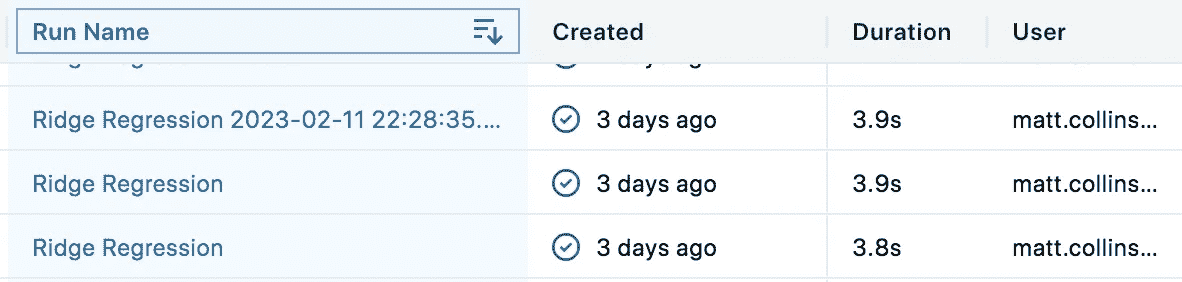 Run Name Created Duration User
Ridge Regression 2023-02-11 22:28:35.... 3 days ago 3.9s matt.collins...
Ridge Regression 3 days ago 3.9s matt.collins...
Ridge Regression 3 days ago 3.8s matt.collins...